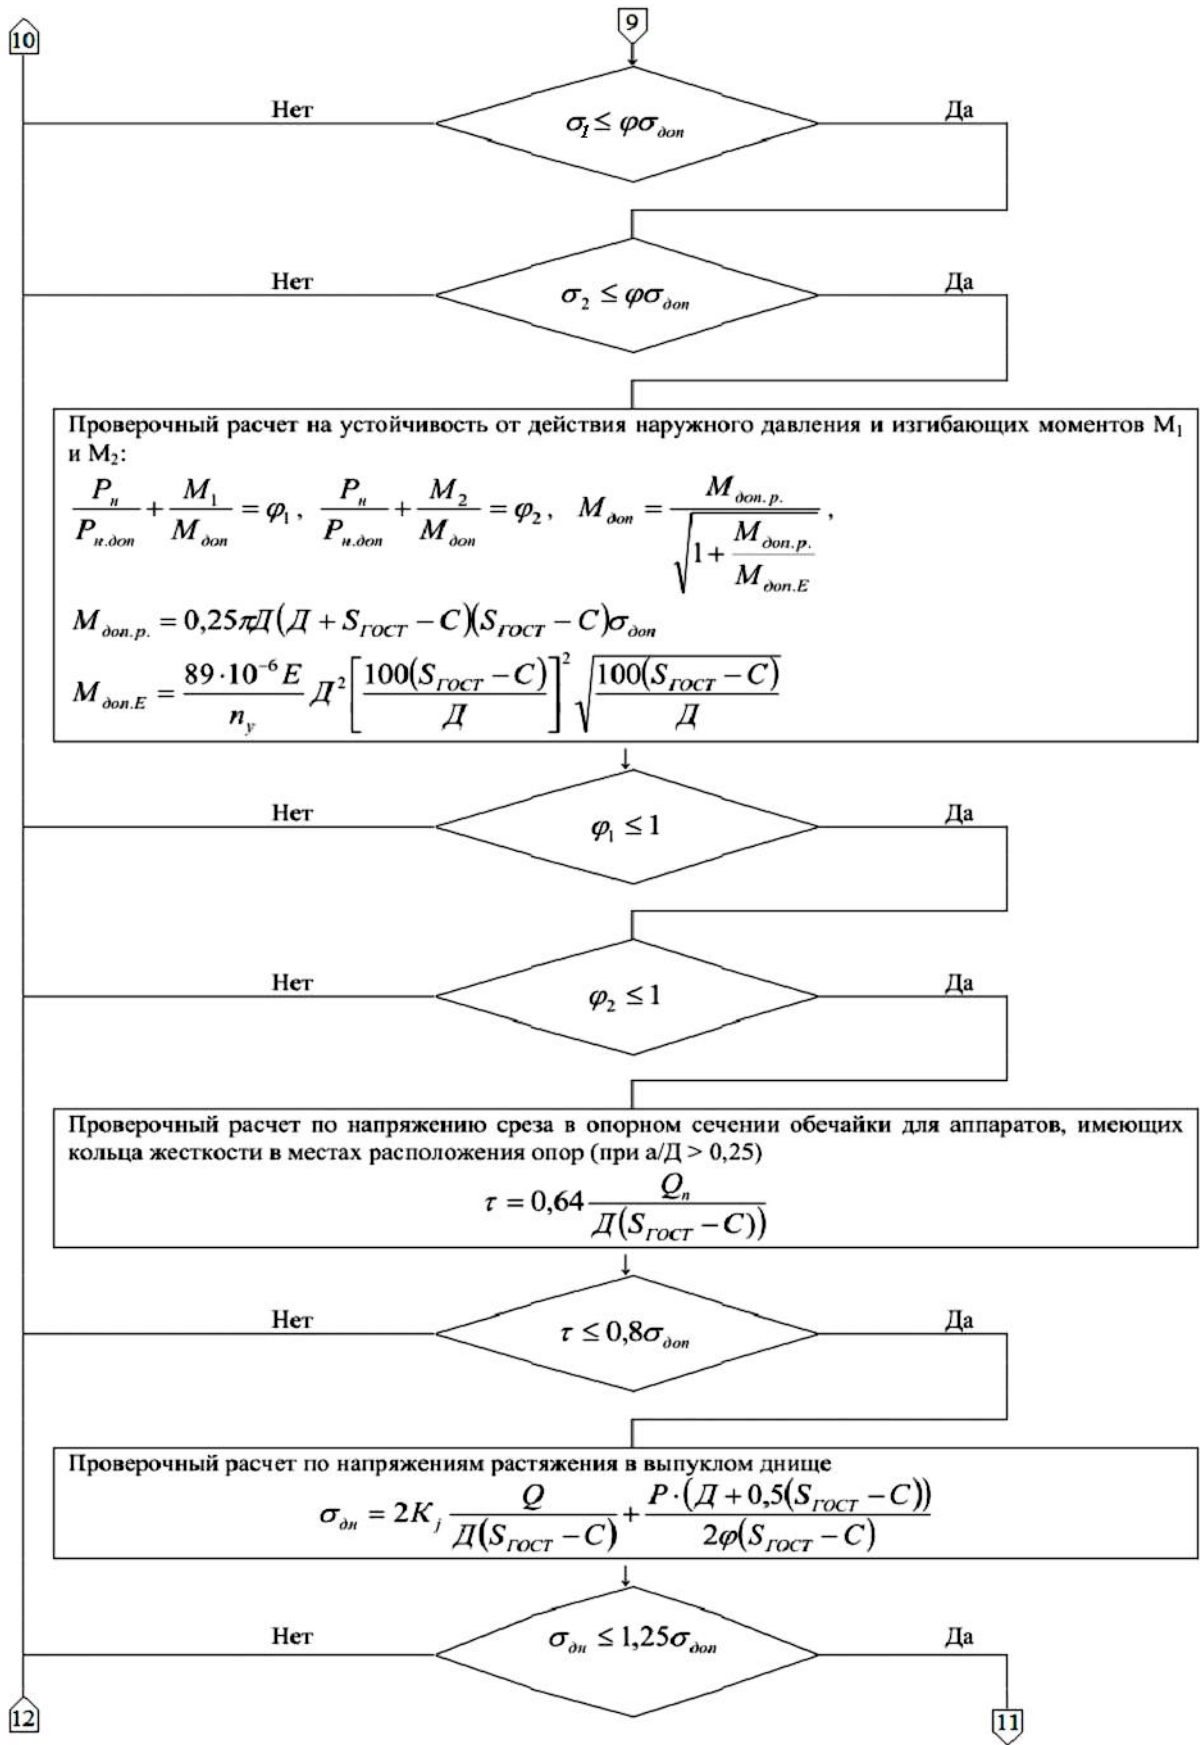 10
9
Нет
Да
σ₁ ≤ φσ_доп
Нет
Да
σ₂ ≤ φσ_доп
Проверочный расчет на устойчивость от действия наружного давления и изгибающих моментов М₁
и М₂:
P_н/P_н.доп + M₁/M_доп = φ₁, P_н/P_н.доп + M₂/M_доп = φ₂, M_доп = M_доп.р. / √(1 + M_доп.р./M_доп.Е),
M_доп.р. = 0,25πД(Д + S_ГОСТ − C)(S_ГОСТ − C)σ_доп
M_доп.Е = (89·10⁻⁶ E / n_у) Д² [100(S_ГОСТ − C) / Д]² √(100(S_ГОСТ − C) / Д)
Нет
Да
φ₁ ≤ 1
Нет
Да
φ₂ ≤ 1
Проверочный расчет по напряжению среза в опорном сечении обечайки для аппаратов, имеющих
кольца жесткости в местах расположения опор (при а/Д > 0,25)
τ = 0,64 Q_п / Д(S_ГОСТ − C))
Нет
Да
τ ≤ 0,8σ_доп
Проверочный расчет по напряжениям растяжения в выпуклом днище
σ_дн = 2K_j Q / Д(S_ГОСТ − C) + P·(Д + 0,5(S_ГОСТ − C)) / 2φ(S_ГОСТ − C)
Нет
Да
σ_дн ≤ 1,25σ_доп
12
11